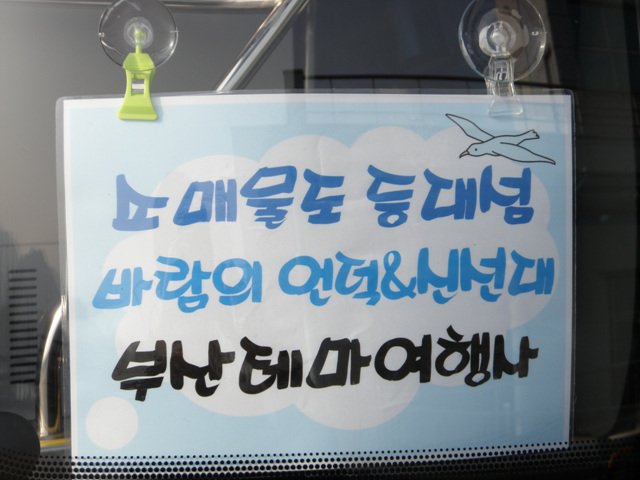 소매물도 등대섬
바람의 언덕&신선대
부산테마여행사